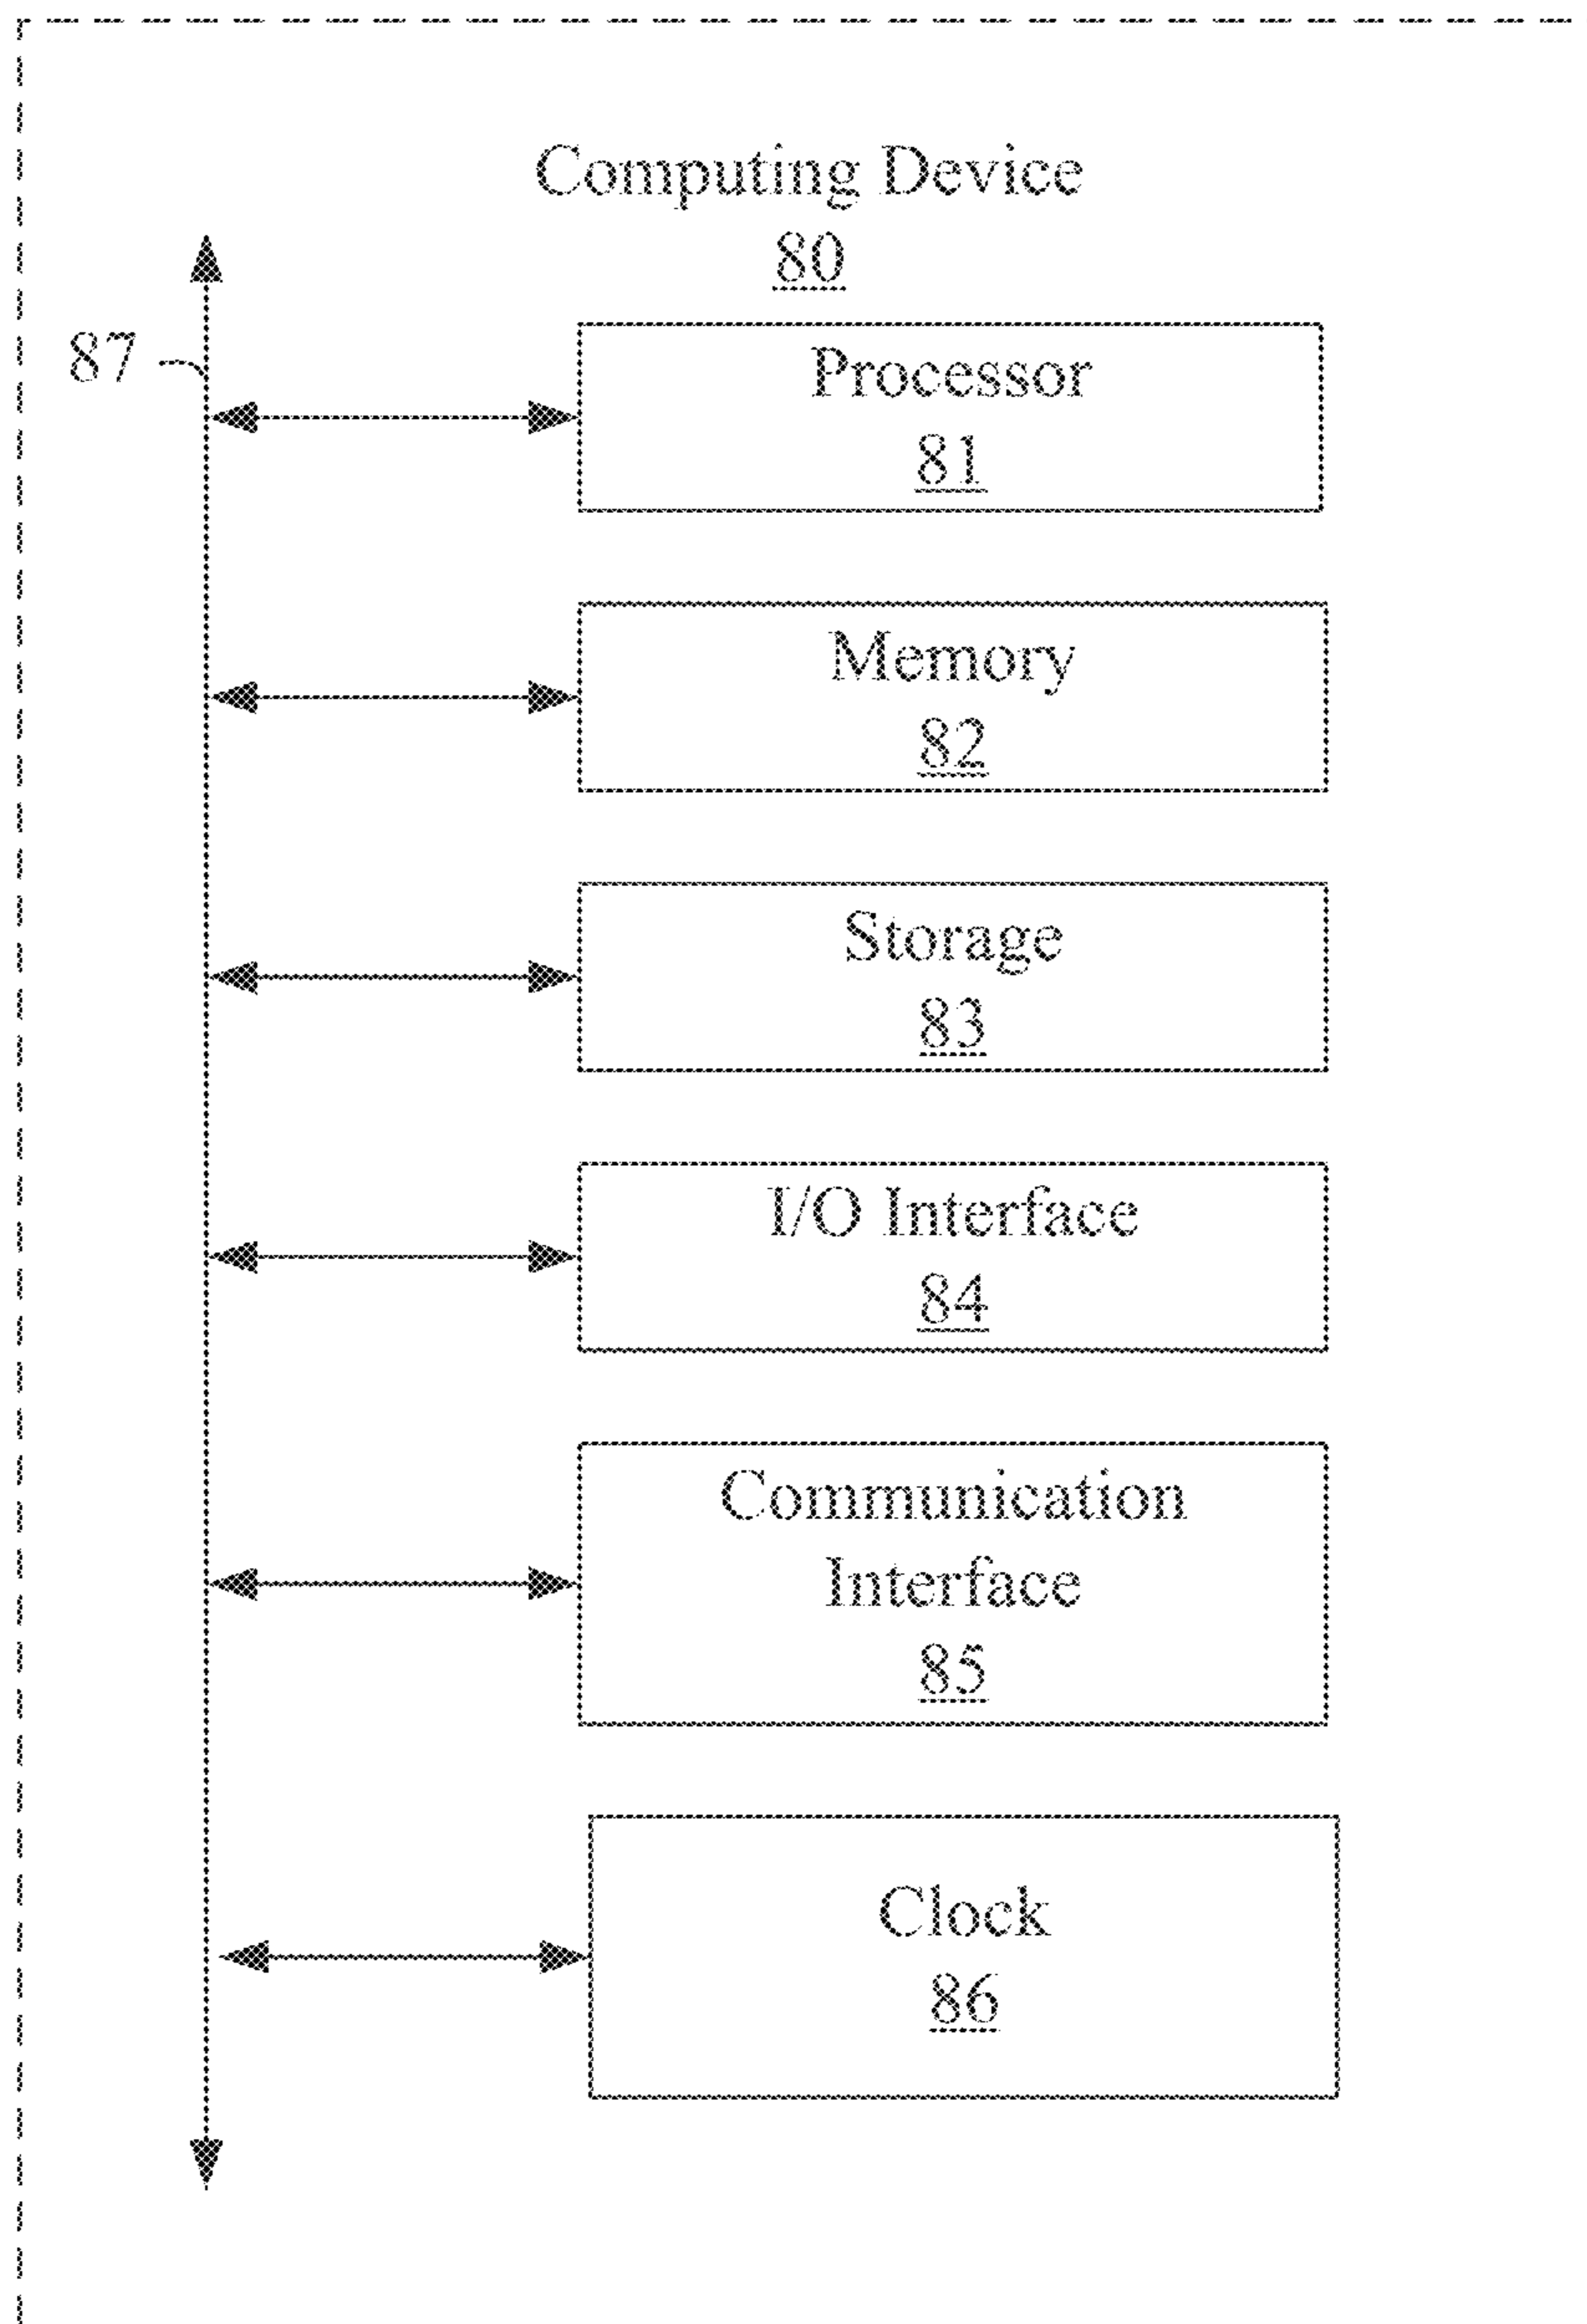 Computing Device
80
87
Processor
81
Memory
82
Storage
83
I/O Interface
84
Communication
Interface
85
Clock
86